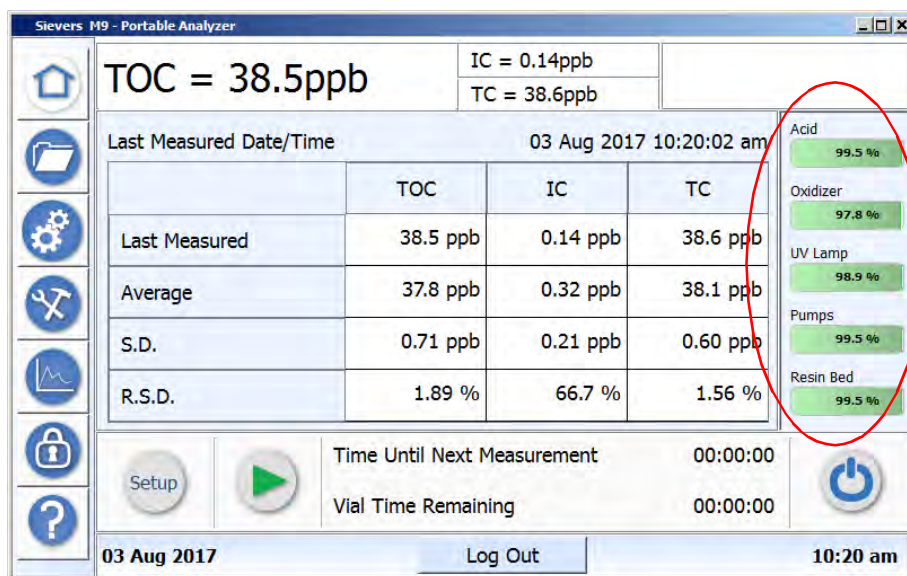 Sievers M9 - Portable Analyzer
TOC = 38.5ppb
IC = 0.14ppb
TC = 38.6ppb
Last Measured Date/Time 03 Aug 2017 10:20:02 am
TOC IC TC
Last Measured 38.5 ppb 0.14 ppb 38.6 ppb
Average 37.8 ppb 0.32 ppb 38.1 ppb
S.D. 0.71 ppb 0.21 ppb 0.60 ppb
R.S.D. 1.89 % 66.7 % 1.56 %
Acid
99.5 %
Oxidizer
97.8 %
UV Lamp
98.9 %
Pumps
99.5 %
Resin Bed
99.5 %
Setup
Time Until Next Measurement 00:00:00
Vial Time Remaining 00:00:00
03 Aug 2017 Log Out 10:20 am